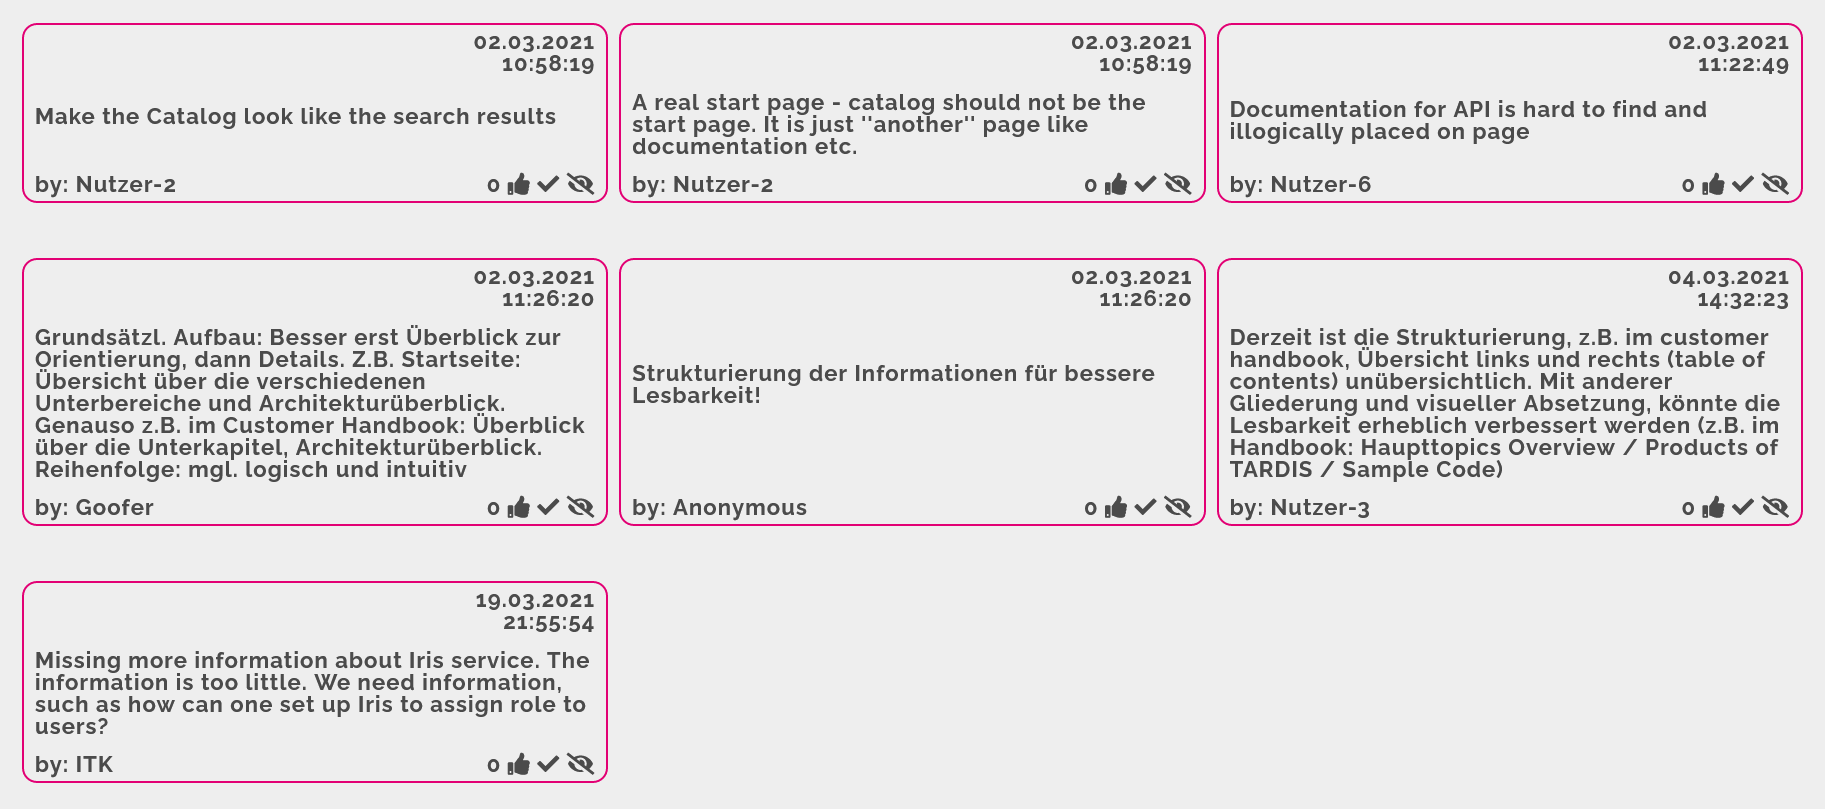 02.03.2021
10:58:19
Make the Catalog look like the search results
by: Nutzer-2
0
02.03.2021
10:58:19
A real start page - catalog should not be the
start page. It is just ''another'' page like
documentation etc.
by: Nutzer-2
0
02.03.2021
11:22:49
Documentation for API is hard to find and
illogically placed on page
by: Nutzer-6
0
02.03.2021
11:26:20
Grundsätzl. Aufbau: Besser erst Überblick zur
Orientierung, dann Details. Z.B. Startseite:
Übersicht über die verschiedenen
Unterbereiche und Architekturüberblick.
Genauso z.B. im Customer Handbook: Überblick
über die Unterkapitel, Architekturüberblick.
Reihenfolge: mgl. logisch und intuitiv
by: Goofer
0
02.03.2021
11:26:20
Strukturierung der Informationen für bessere
Lesbarkeit!
by: Anonymous
0
04.03.2021
14:32:23
Derzeit ist die Strukturierung, z.B. im customer
handbook, Übersicht links und rechts (table of
contents) unübersichtlich. Mit anderer
Gliederung und visueller Absetzung, könnte die
Lesbarkeit erheblich verbessert werden (z.B. im
Handbook: Haupttopics Overview / Products of
TARDIS / Sample Code)
by: Nutzer-3
0
19.03.2021
21:55:54
Missing more information about Iris service. The
information is too little. We need information,
such as how can one set up Iris to assign role to
users?
by: ITK
0